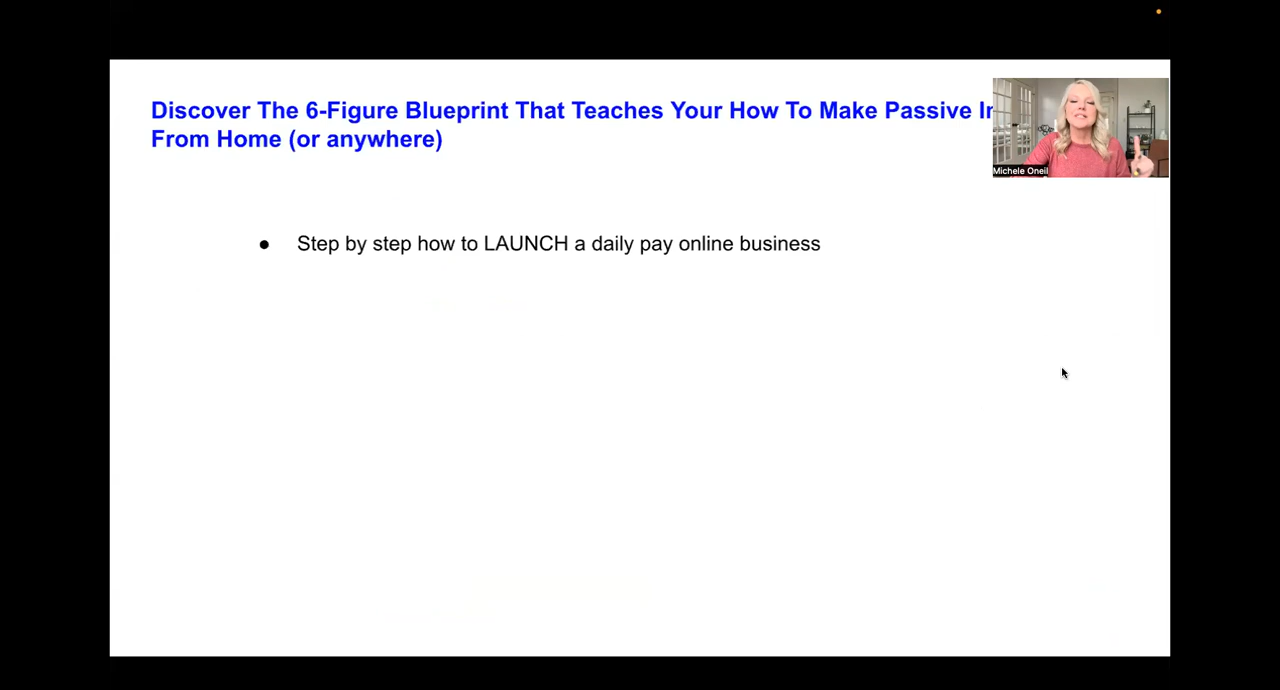 Discover The 6-Figure Blueprint That Teaches Your How To Make Passive In
From Home (or anywhere)
Michele Oneil
● Step by step how to LAUNCH a daily pay online business